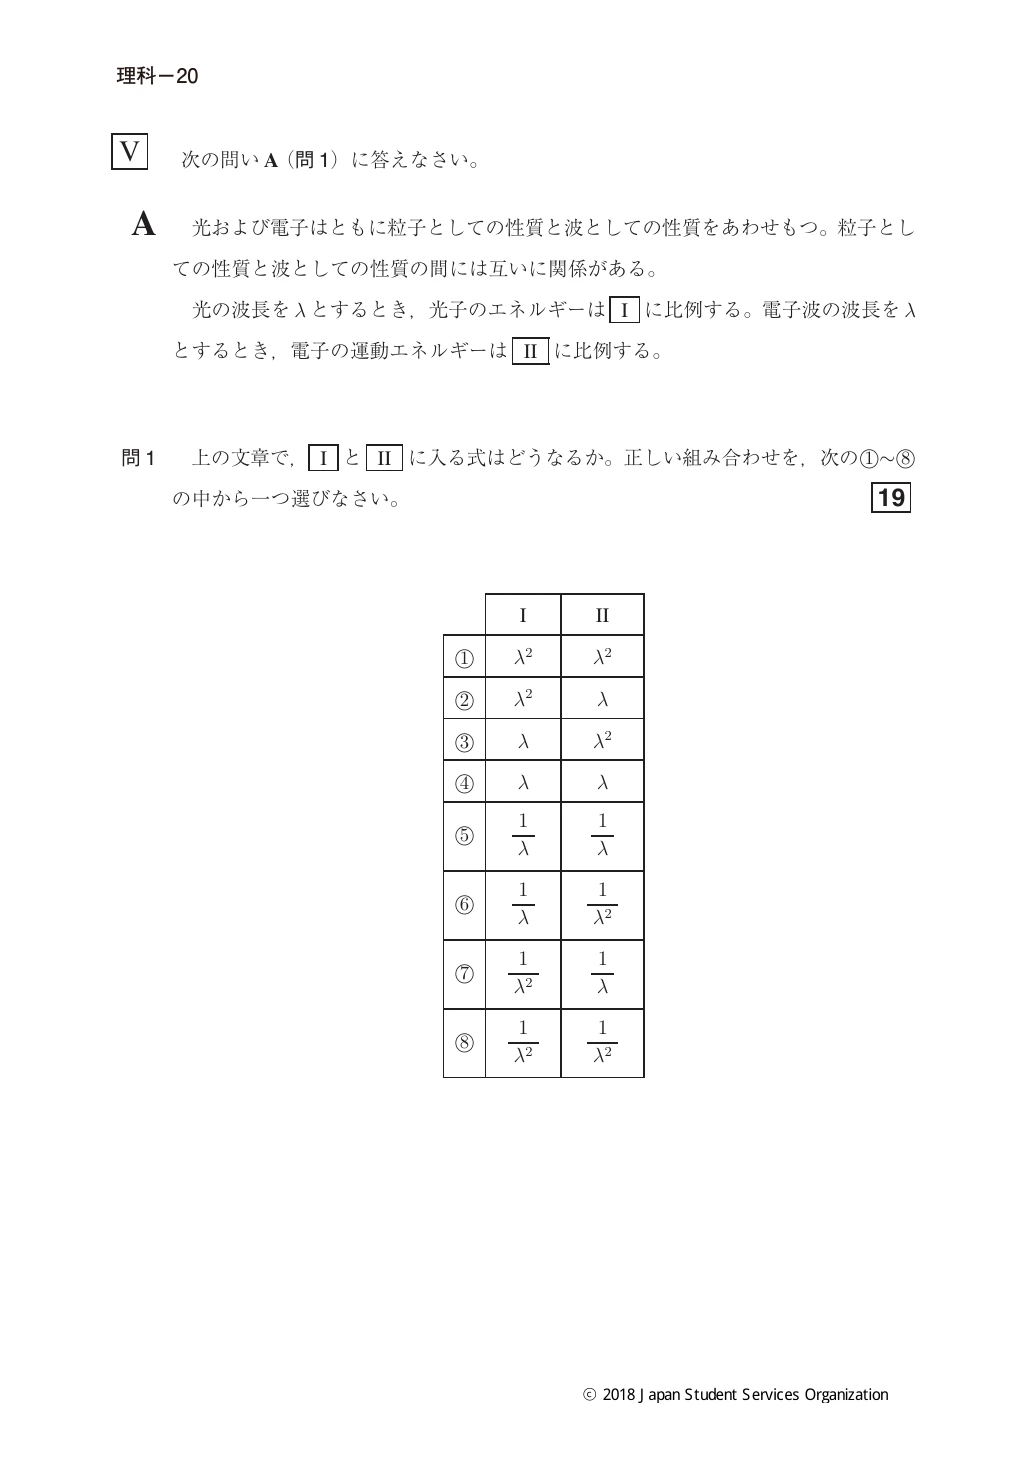 理科－20
V 次の問い A（問 1）に答えなさい。
A 光および電子はともに粒子としての性質と波としての性質をあわせもつ。粒子とし
ての性質と波としての性質の間には互いに関係がある。
光の波長を λ とするとき，光子のエネルギーは I に比例する。電子波の波長を λ
とするとき，電子の運動エネルギーは II に比例する。
問 1 上の文章で， I と II に入る式はどうなるか。正しい組み合わせを，次の①～⑧
の中から一つ選びなさい。 19
I II
① λ² λ²
② λ² λ
③ λ λ²
④ λ λ
⑤ 1/λ 1/λ
⑥ 1/λ 1/λ²
⑦ 1/λ² 1/λ
⑧ 1/λ² 1/λ²
© 2018 Japan Student Services Organization